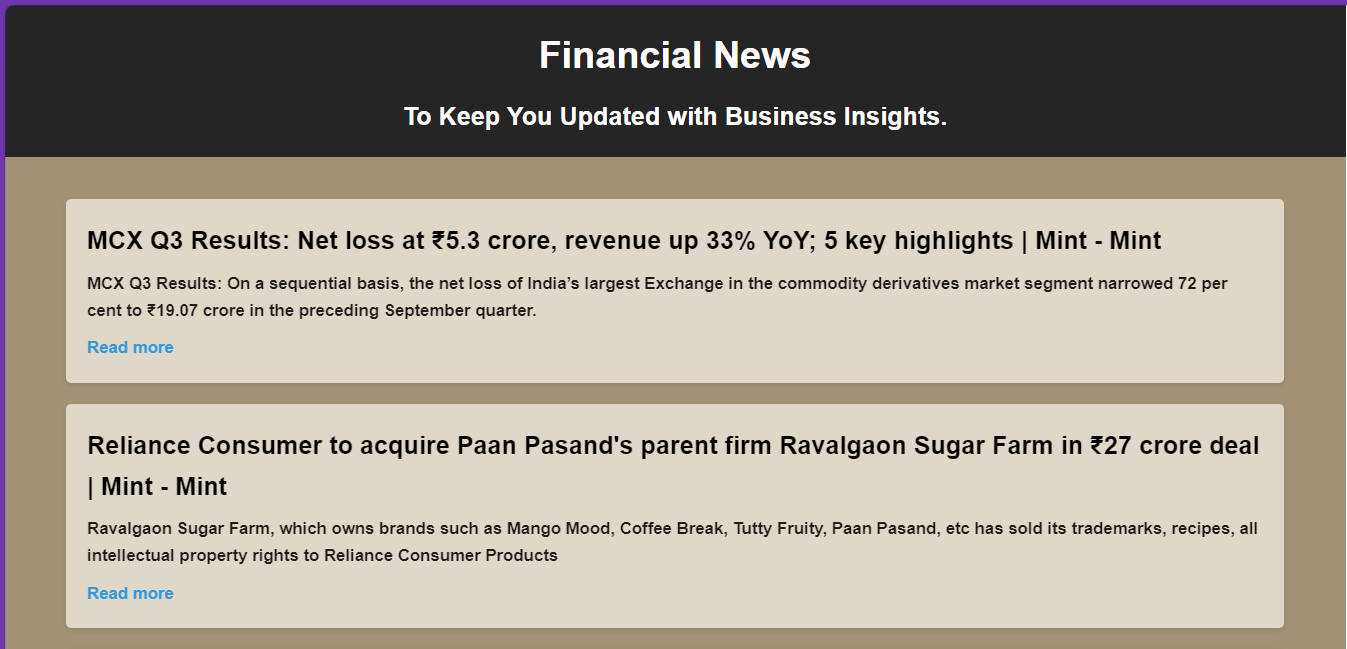 Financial News
To Keep You Updated with Business Insights.
MCX Q3 Results: Net loss at ₹5.3 crore, revenue up 33% YoY; 5 key highlights | Mint - Mint
MCX Q3 Results: On a sequential basis, the net loss of India’s largest Exchange in the commodity derivatives market segment narrowed 72 per
cent to ₹19.07 crore in the preceding September quarter.
Read more
Reliance Consumer to acquire Paan Pasand's parent firm Ravalgaon Sugar Farm in ₹27 crore deal
| Mint - Mint
Ravalgaon Sugar Farm, which owns brands such as Mango Mood, Coffee Break, Tutty Fruity, Paan Pasand, etc has sold its trademarks, recipes, all
intellectual property rights to Reliance Consumer Products
Read more